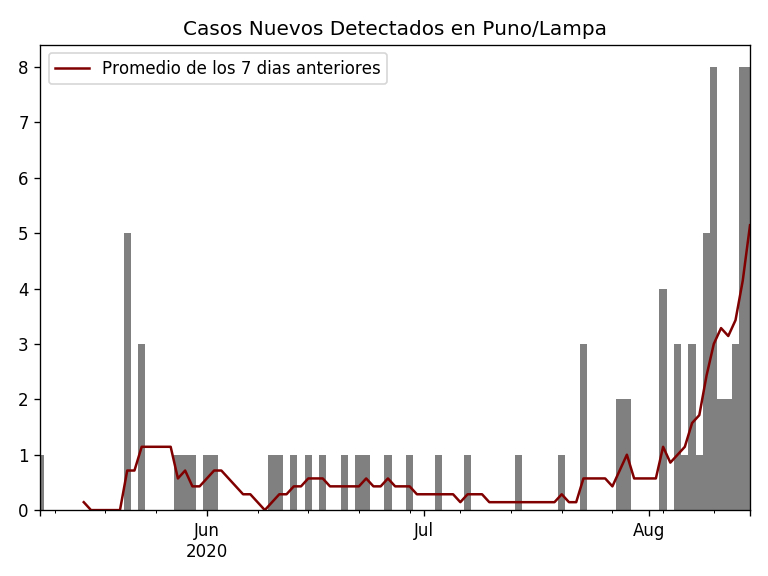 Casos Nuevos Detectados en Puno/Lampa
Promedio de los 7 dias anteriores
8
7
6
5
4
3
2
1
0
Jun
2020
Jul
Aug